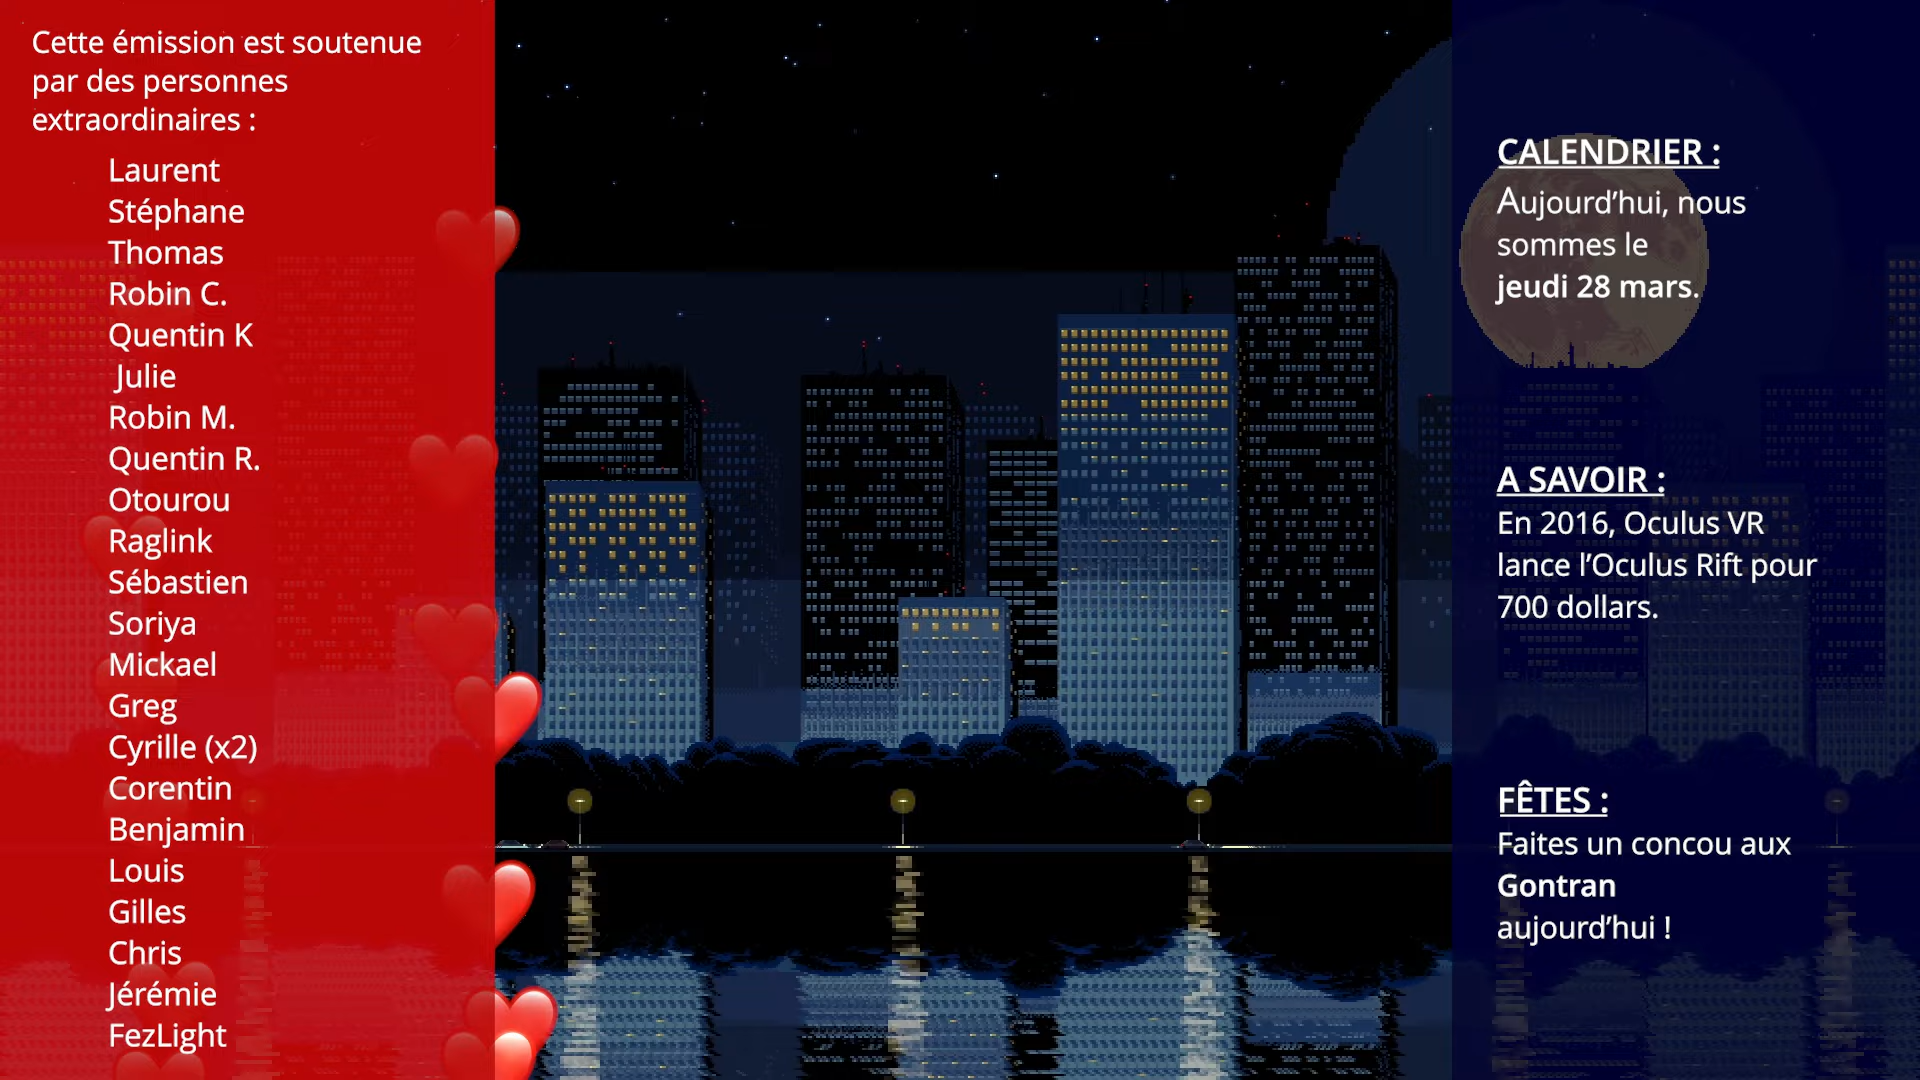 Cette émission est soutenue
par des personnes
extraordinaires :
Laurent
Stéphane
Thomas
Robin C.
Quentin K
Julie
Robin M.
Quentin R.
Otourou
Raglink
Sébastien
Soriya
Mickael
Greg
Cyrille (x2)
Corentin
Benjamin
Louis
Gilles
Chris
Jérémie
FezLight
CALENDRIER :
Aujourd’hui, nous
sommes le
jeudi 28 mars.
A SAVOIR :
En 2016, Oculus VR
lance l’Oculus Rift pour
700 dollars.
FÊTES :
Faites un concou aux
Gontran
aujourd’hui !